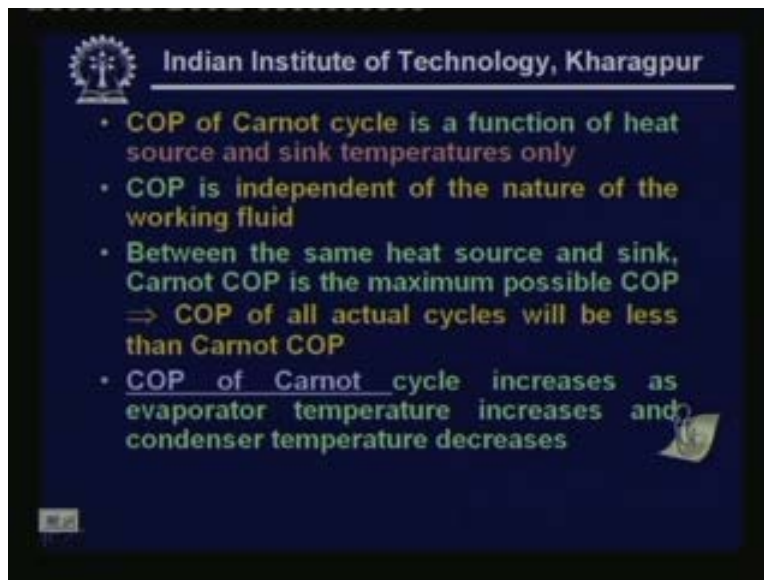 Indian Institute of Technology, Kharagpur
• COP of Carnot cycle is a function of heat
source and sink temperatures only
• COP is independent of the nature of the
working fluid
• Between the same heat source and sink,
Carnot COP is the maximum possible COP
⇒ COP of all actual cycles will be less
than Carnot COP
• COP of Carnot cycle increases as
evaporator temperature increases and
condenser temperature decreases